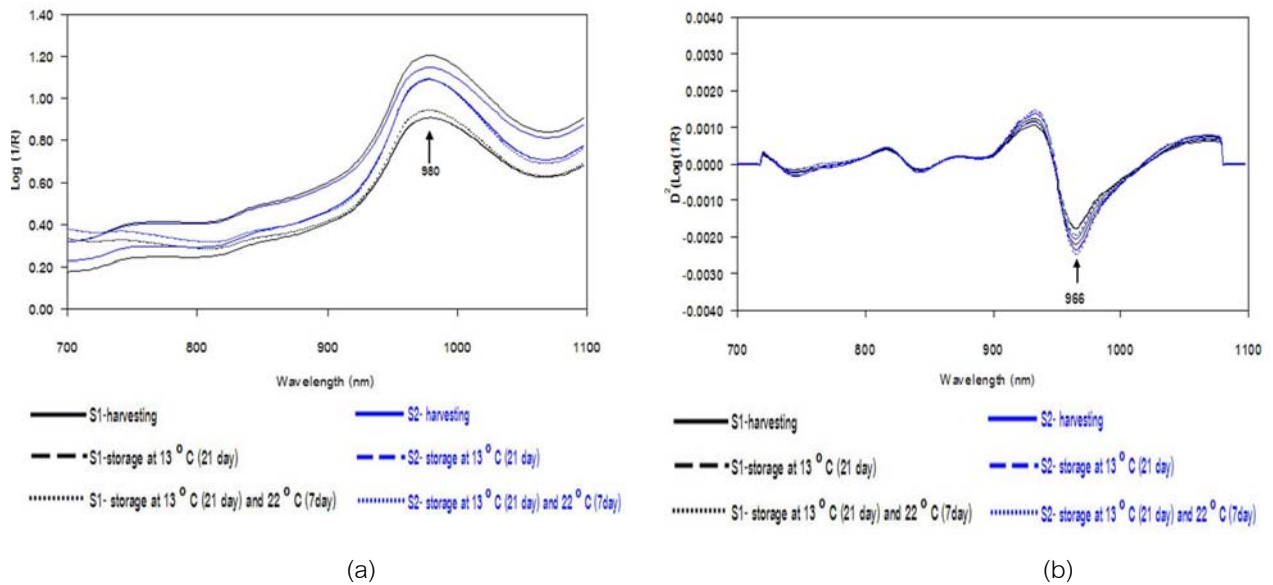 1.40
1.20
1.00
0.80
0.60
0.40
0.20
0.00
Log (1/R)
980
700 800 900 1000 1100
Wavelength (nm)
S1-harvesting
S2- harvesting
S1-storage at 13 ° C (21 day)
S2- storage at 13 ° C (21 day)
S1- storage at 13 ° C (21 day) and 22 ° C (7day)
S2- storage at 13 ° C (21 day) and 22 ° C (7day)
(a)
0.0040
0.0030
0.0020
0.0010
0.0000
-0.0010
-0.0020
-0.0030
-0.0040
D² (Log (1/R)
966
700 800 900 1000 1100
Wavelength (nm)
S1-harvesting
S2- harvesting
S1-storage at 13 ° C (21 day)
S2- storage at 13 ° C (21 day)
S1- storage at 13 ° C (21 day) and 22 ° C (7day)
S2- storage at 13 ° C (21 day) and 22 ° C (7day)
(b)